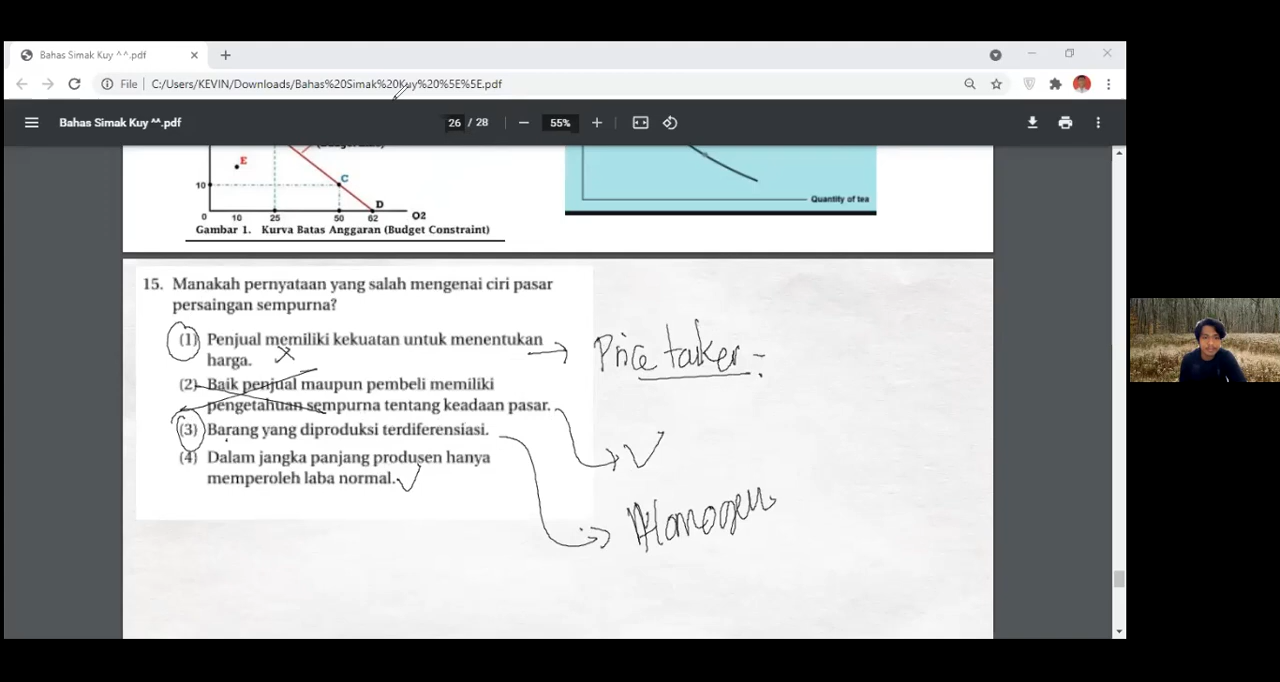 Bahas Simak Kuy ^^.pdf
File
C:/Users/KEVIN/Downloads/Bahas%20Simak%20Kuy%20%5E%5E.pdf
Bahas Simak Kuy ^^.pdf
26 / 28
55%
E
C
10
D
0
10
25
50
62
O2
Gambar 1. Kurva Batas Anggaran (Budget Constraint)
Quantity of tea
15. Manakah pernyataan yang salah mengenai ciri pasar
persaingan sempurna?
(1) Penjual memiliki kekuatan untuk menentukan
harga.
(2) Baik penjual maupun pembeli memiliki
pengetahuan sempurna tentang keadaan pasar.
(3) Barang yang diproduksi terdiferensiasi.
(4) Dalam jangka panjang produsen hanya
memperoleh laba normal.
Price taker
Homogen